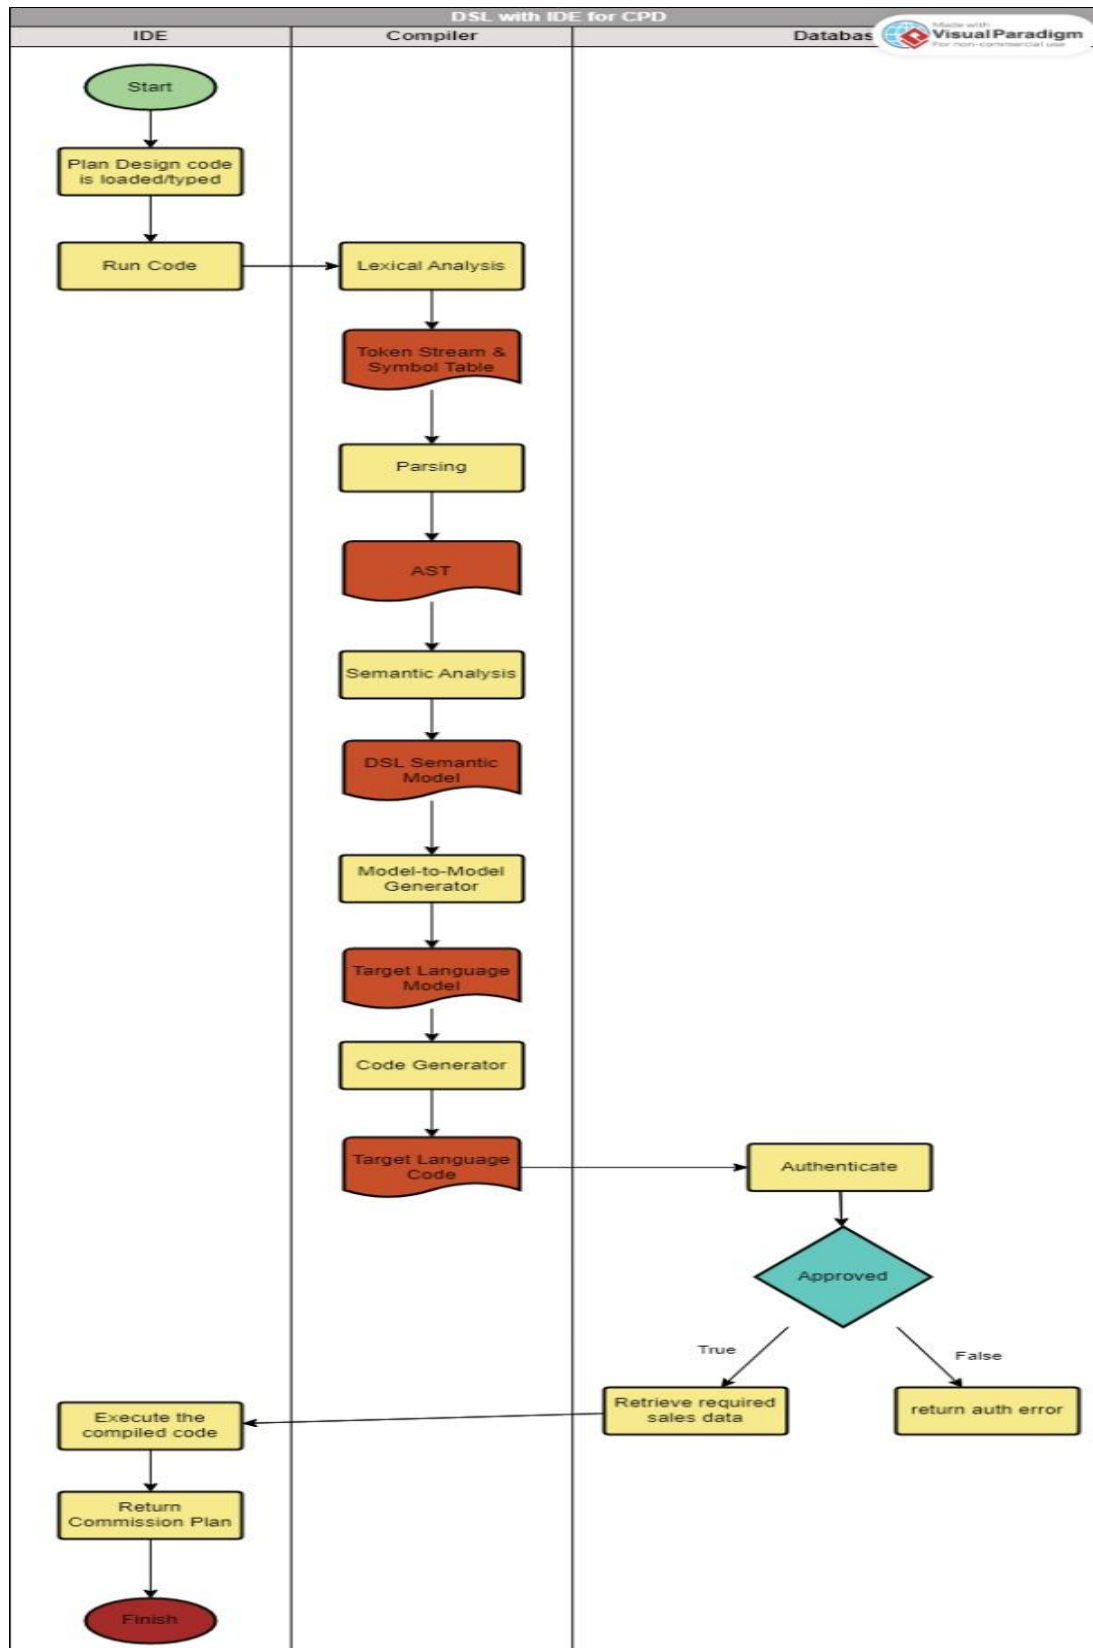 DSL with IDE for CPD
IDE
Compiler
Databas
Made with
Visual Paradigm
For non-commercial use
Start
Plan Design code
is loaded/typed
Run Code
Lexical Analysis
Token Stream &
Symbol Table
Parsing
AST
Semantic Analysis
DSL Semantic
Model
Model-to-Model
Generator
Target Language
Model
Code Generator
Target Language
Code
Authenticate
Approved
True
False
Retrieve required
sales data
return auth error
Execute the
compiled code
Return
Commission Plan
Finish